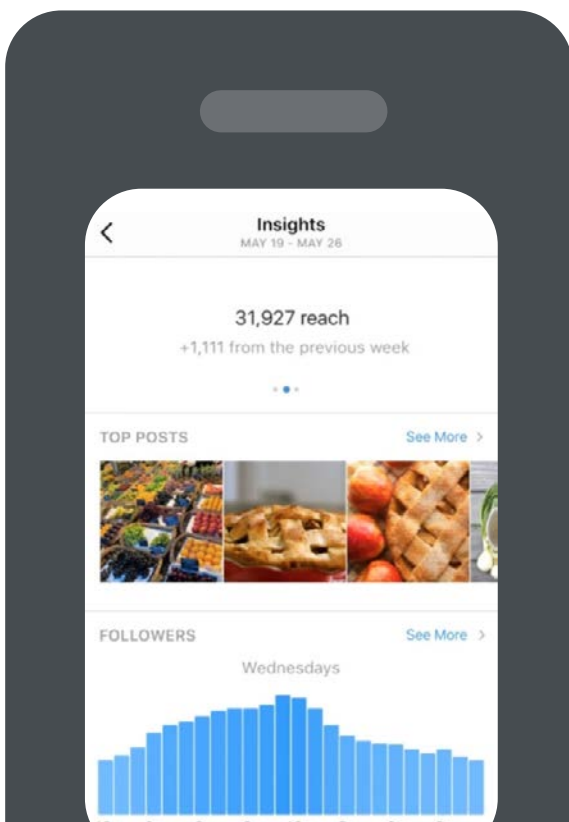 Insights
MAY 19 - MAY 26
31,927 reach
+1,111 from the previous week
TOP POSTS See More >
FOLLOWERS See More >
Wednesdays